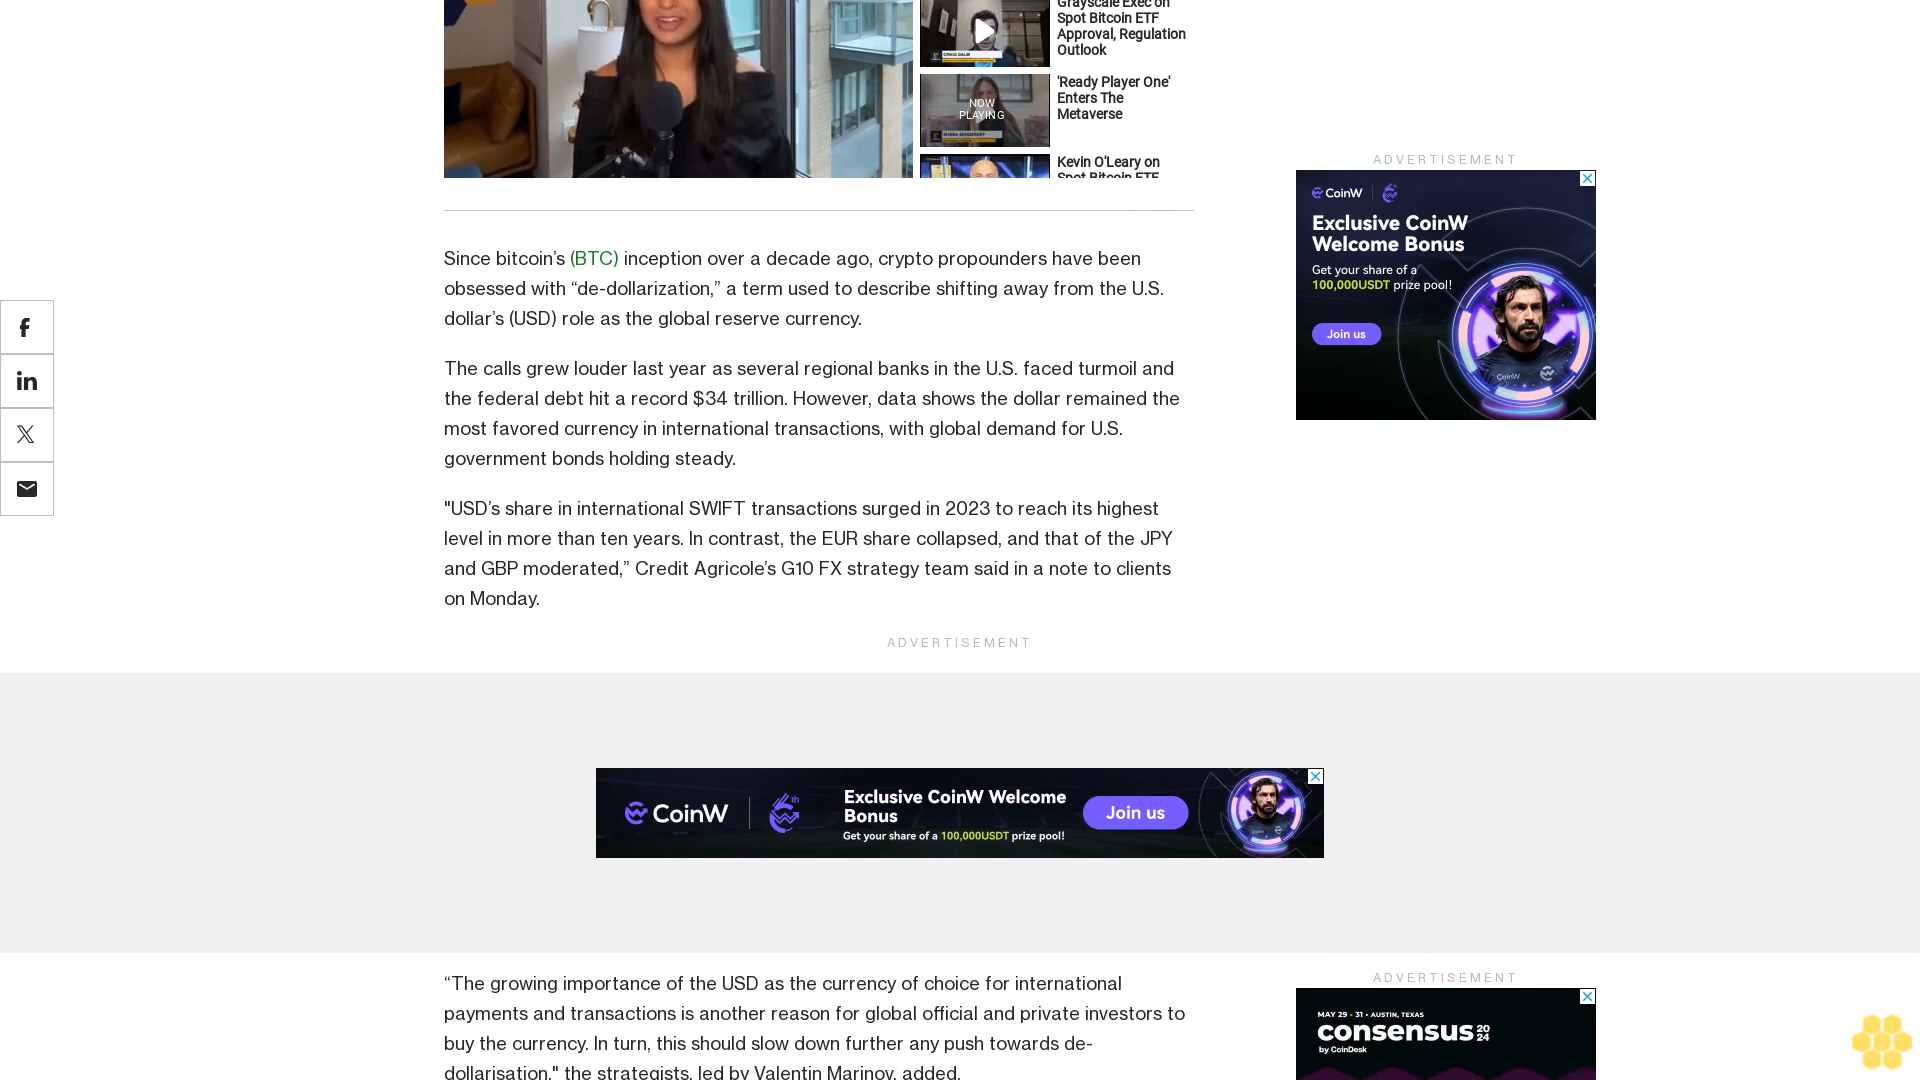 Grayscale Exec on
Spot Bitcoin ETF
Approval, Regulation
Outlook
CRAIG SALM
NOW
PLAYING
'Ready Player One'
Enters The
Metaverse
Kevin O'Leary on
Spot Bitcoin ETF
ADVERTISEMENT
CoinW
Exclusive CoinW
Welcome Bonus
Get your share of a
100,000USDT prize pool!
Join us
CoinW
Since bitcoin’s (BTC) inception over a decade ago, crypto propounders have been
obsessed with “de-dollarization,” a term used to describe shifting away from the U.S.
dollar’s (USD) role as the global reserve currency.
The calls grew louder last year as several regional banks in the U.S. faced turmoil and
the federal debt hit a record $34 trillion. However, data shows the dollar remained the
most favored currency in international transactions, with global demand for U.S.
government bonds holding steady.
"USD’s share in international SWIFT transactions surged in 2023 to reach its highest
level in more than ten years. In contrast, the EUR share collapsed, and that of the JPY
and GBP moderated,” Credit Agricole’s G10 FX strategy team said in a note to clients
on Monday.
ADVERTISEMENT
CoinW
th
Exclusive CoinW Welcome
Bonus
Get your share of a 100,000USDT prize pool!
Join us
“The growing importance of the USD as the currency of choice for international
payments and transactions is another reason for global official and private investors to
buy the currency. In turn, this should slow down further any push towards de-
dollarisation," the strategists, led by Valentin Marinov, added.
ADVERTISEMENT
MAY 29 - 31 • AUSTIN, TEXAS
consensus 2024
by CoinDesk